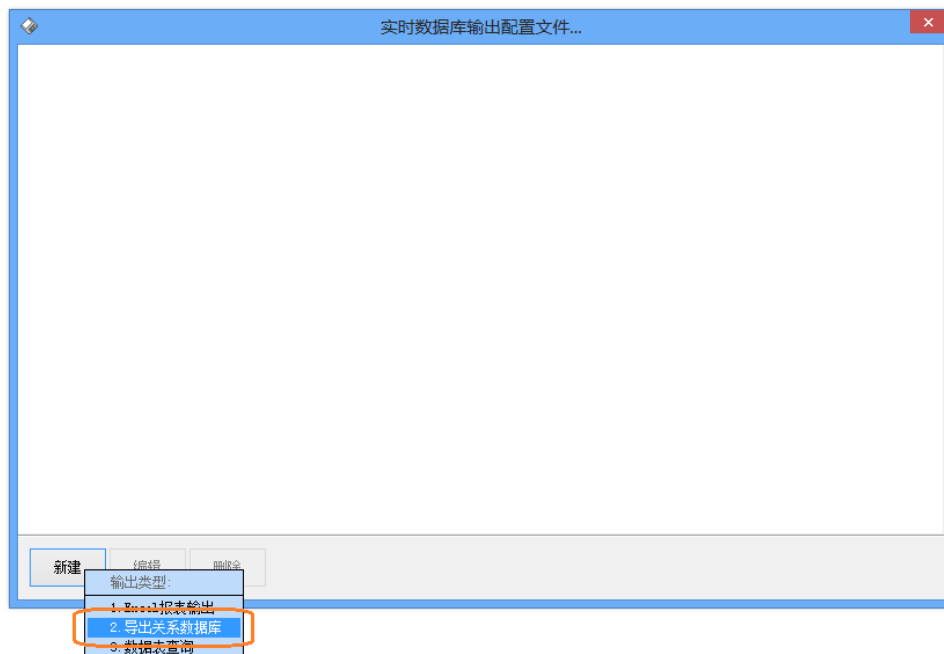 实时数据库输出配置文件...
新建 编辑 删除
输出类型:
1.Excel报表输出
2.导出关系数据库
3.数据表查询